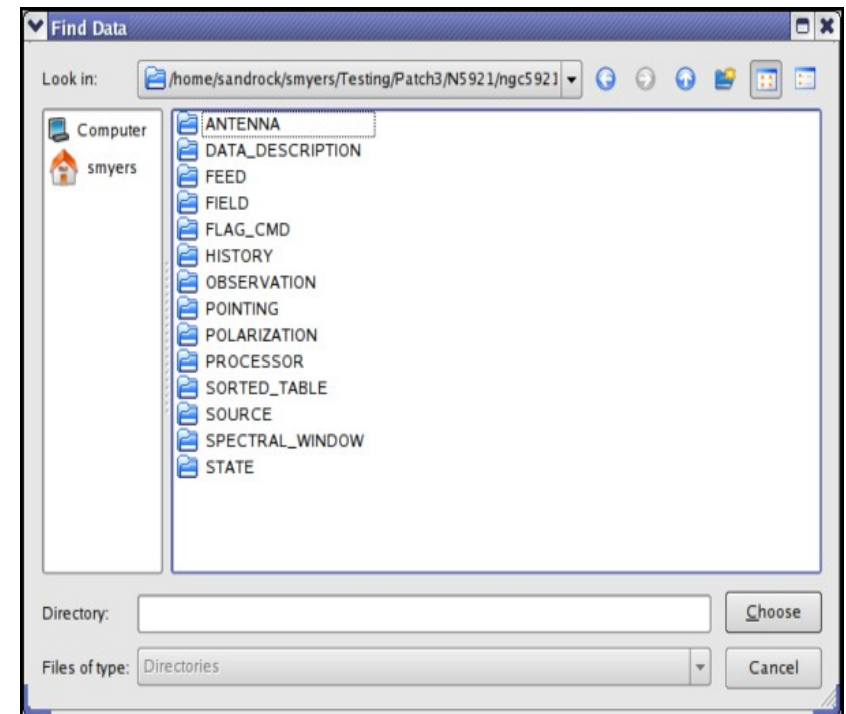 Find Data
Look in: /home/sandrock/smyers/Testing/Patch3/N5921/ngc5921
Computer
smyers
ANTENNA
DATA_DESCRIPTION
FEED
FIELD
FLAG_CMD
HISTORY
OBSERVATION
POINTING
POLARIZATION
PROCESSOR
SORTED_TABLE
SOURCE
SPECTRAL_WINDOW
STATE
Directory:
Choose
Files of type: Directories
Cancel